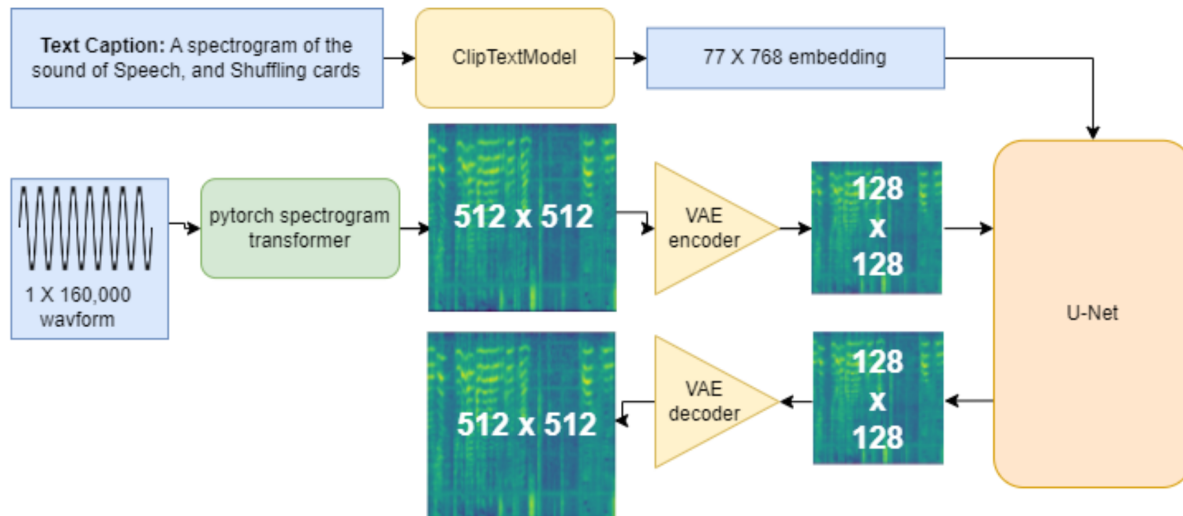 Text Caption: A spectrogram of the
sound of Speech, and Shuffling cards
ClipTextModel
77 X 768 embedding
1 X 160,000
wavform
pytorch spectrogram
transformer
512 x 512
VAE
encoder
128
x
128
U-Net
512 x 512
VAE
decoder
128
x
128